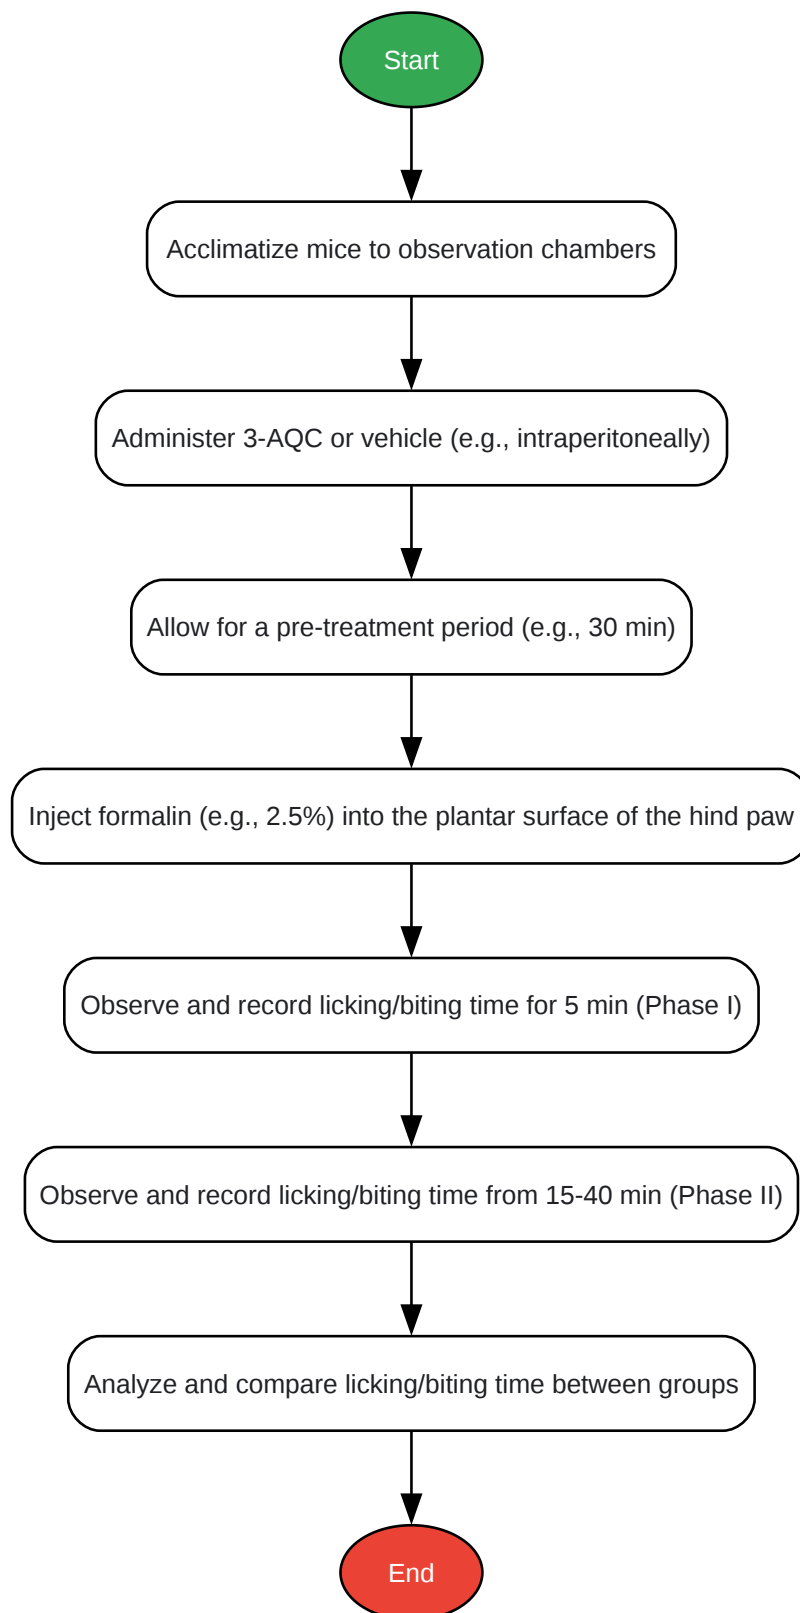 Start
Acclimatize mice to observation chambers
Administer 3-AQC or vehicle (e.g., intraperitoneally)
Allow for a pre-treatment period (e.g., 30 min)
Inject formalin (e.g., 2.5%) into the plantar surface of the hind paw
Observe and record licking/biting time for 5 min (Phase I)
Observe and record licking/biting time from 15-40 min (Phase II)
Analyze and compare licking/biting time between groups
End